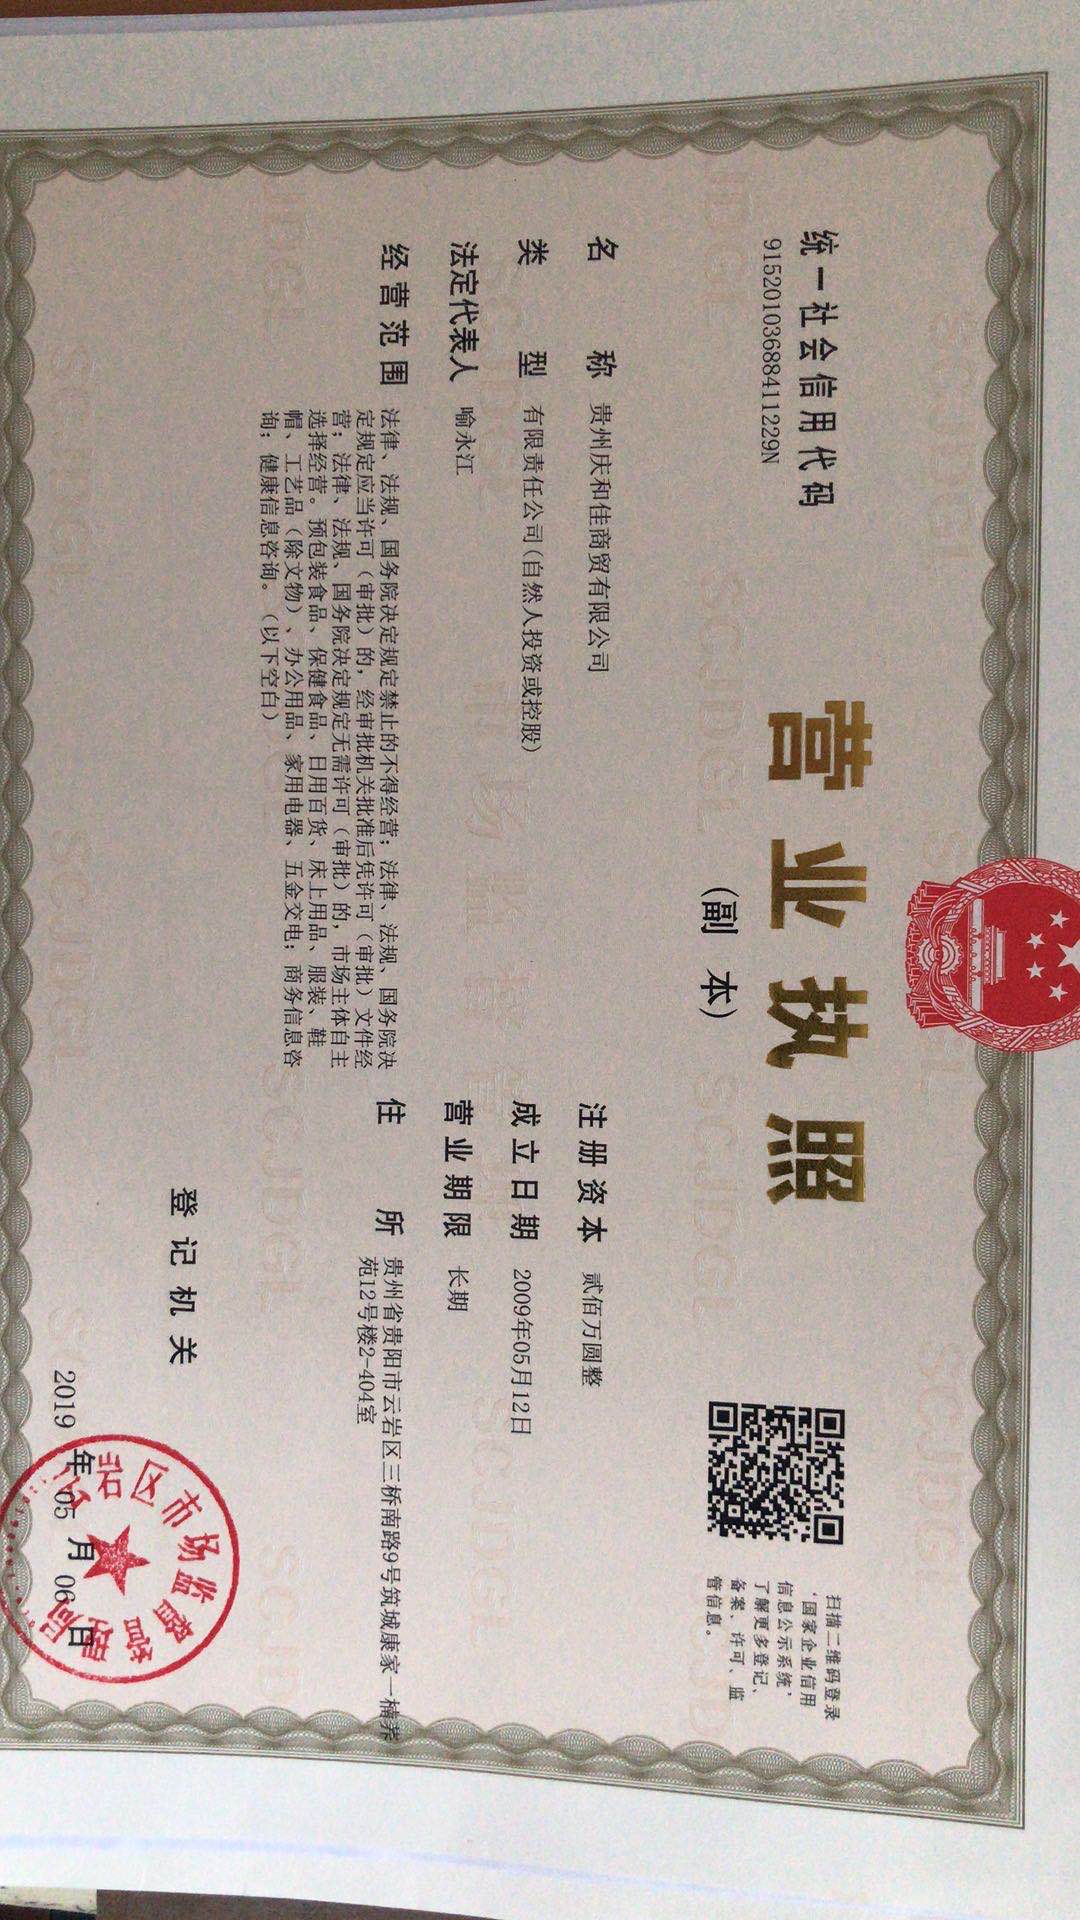 统一社会信用代码
91520103688411229N
营业执照
（副 本）
扫描二维码登录
‘国家企业信用
信息公示系统’
了解更多登记、
备案、许可、监
管信息。
名 称 贵州庆和佳商贸有限公司
类 型 有限责任公司(自然人投资或控股)
法定代表人 喻永江
经营范围 法律、法规、国务院决定规定禁止的不得经营；法律、法规、国务院决
定规定应当许可（审批）的，经审批机关批准后凭许可（审批）文件经
营；法律、法规、国务院决定规定无需许可（审批）的，市场主体自主
选择经营。预包装食品、保健食品、日用百货、床上用品、服装、鞋
帽、工艺品（除文物）、办公用品、家用电器、五金交电；商务信息咨
询；健康信息咨询。（以下空白）
注册资本 贰佰万圆整
成立日期 2009年05月12日
营业期限 长期
住 所 贵州省贵阳市云岩区三桥南路9号筑城康家一楠荞
苑12号楼2-404室
登记机关
云岩区市场监督管理局
2019 年 05 月 06 日